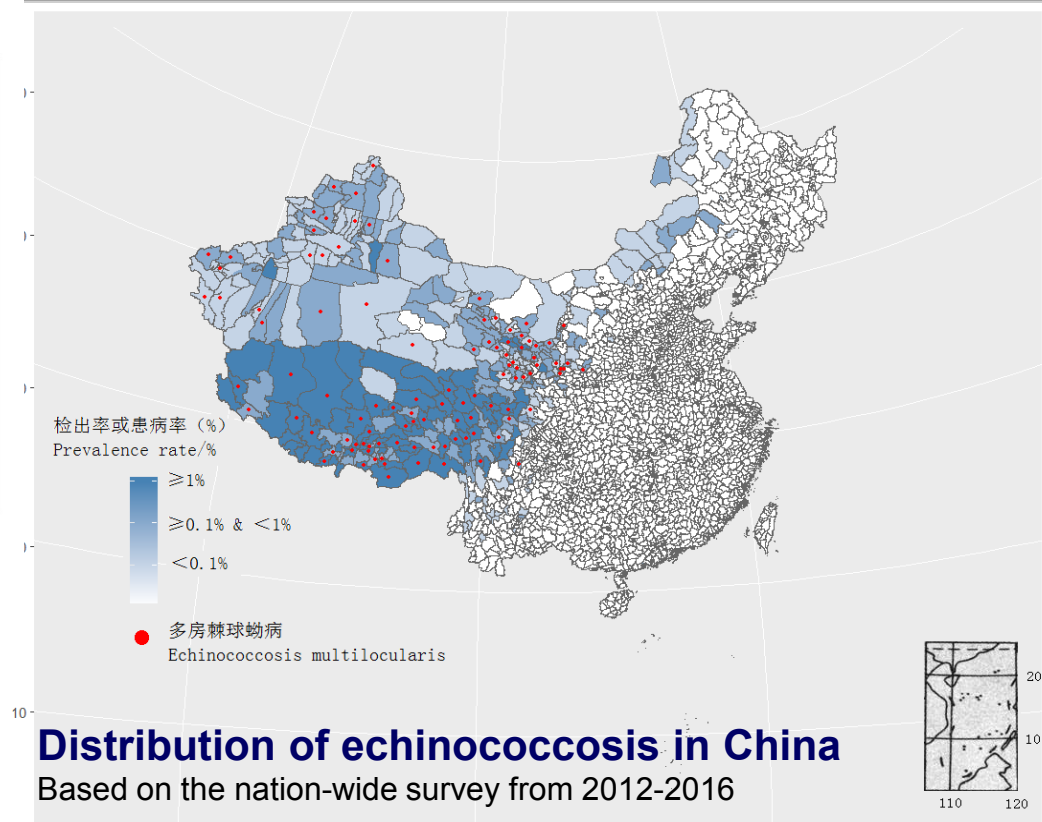 检出率或患病率（%）
Prevalence rate/%
≥1%
≥0.1% & <1%
<0.1%
多房棘球蚴病
Echinococcosis multilocularis
20
10
110 120
10
Distribution of echinococcosis in China
Based on the nation-wide survey from 2012-2016